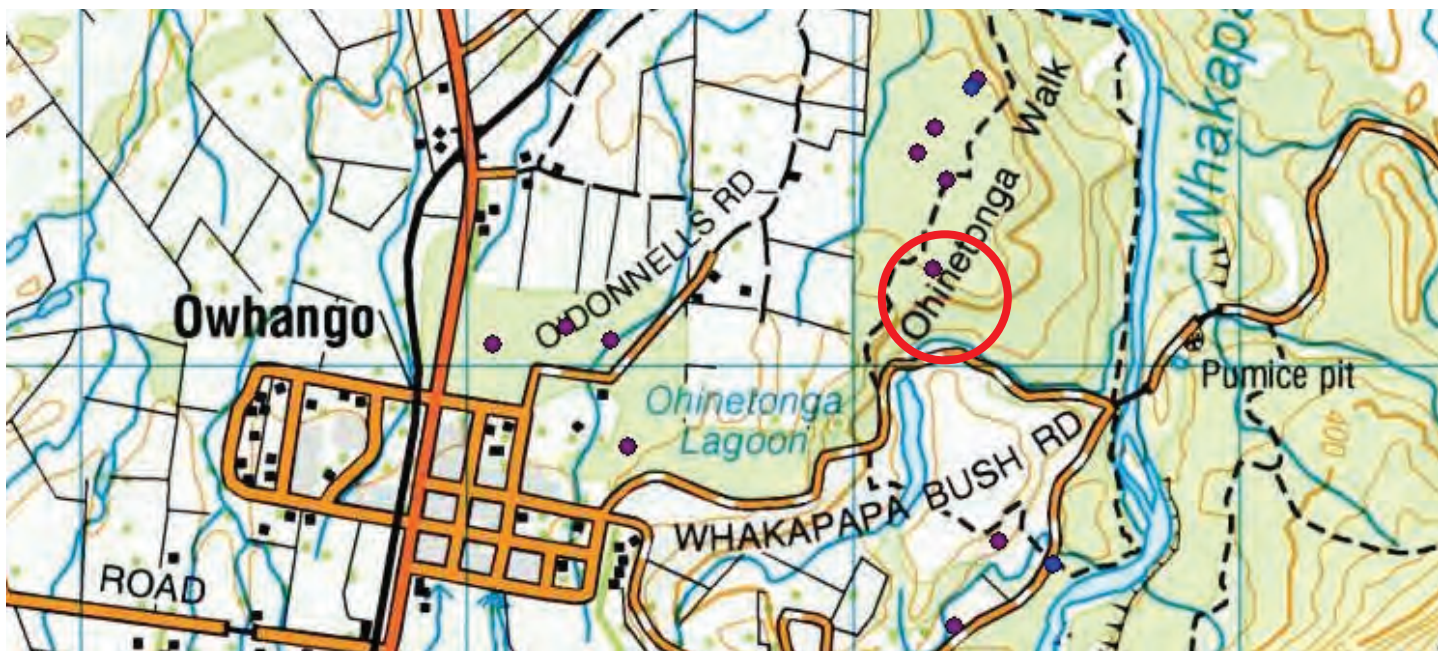 Whakapa
Ohinetonga Walk
O'DONNELLS RD
Owhango
Pumice pit
Ohinetonga
Lagoon
400
WHAKAPAPA BUSH RD
ROAD